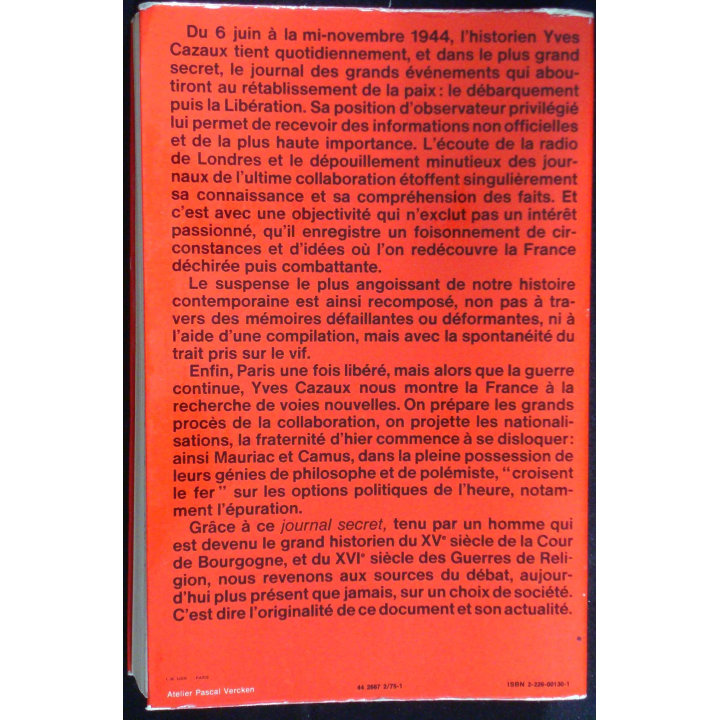 Du 6 juin à la mi-novembre 1944, l'historien Yves
Cazaux tient quotidiennement, et dans le plus grand
secret, le journal des grands événements qui abou-
tiront au rétablissement de la paix : le débarquement
puis la Libération. Sa position d'observateur privilégié
lui permet de recevoir des informations non officielles
et de la plus haute importance. L'écoute de la radio
de Londres et le dépouillement minutieux des jour-
naux de l'ultime collaboration étoffent singulièrement
sa connaissance et sa compréhension des faits. Et
c'est avec une objectivité qui n'exclut pas un intérêt
passionné, qu'il enregistre un foisonnement de cir-
constances et d'idées où l'on redécouvre la France
déchirée puis combattante.
Le suspense le plus angoissant de notre histoire
contemporaine est ainsi recomposé, non pas à tra-
vers des mémoires défaillantes ou déformantes, ni à
l'aide d'une compilation, mais avec la spontanéité du
trait pris sur le vif.
Enfin, Paris une fois libéré, mais alors que la guerre
continue, Yves Cazaux nous montre la France à la
recherche de voies nouvelles. On prépare les grands
procès de la collaboration, on projette les nationali-
sations, la fraternité d'hier commence à se disloquer :
ainsi Mauriac et Camus, dans la pleine possession de
leurs génies de philosophe et de polémiste, "croisent
le fer" sur les options politiques de l'heure, notam-
ment l'épuration.
Grâce à ce journal secret, tenu par un homme qui
est devenu le grand historien du XVe siècle de la Cour
de Bourgogne, et du XVIe siècle des Guerres de Reli-
gion, nous revenons aux sources du débat, aujour-
d'hui plus présent que jamais, sur un choix de société.
C'est dire l'originalité de ce document et son actualité.
PARIS
Atelier Pascal Vercken
44 3967 2/75-1
ISBN 2-226-00130-1